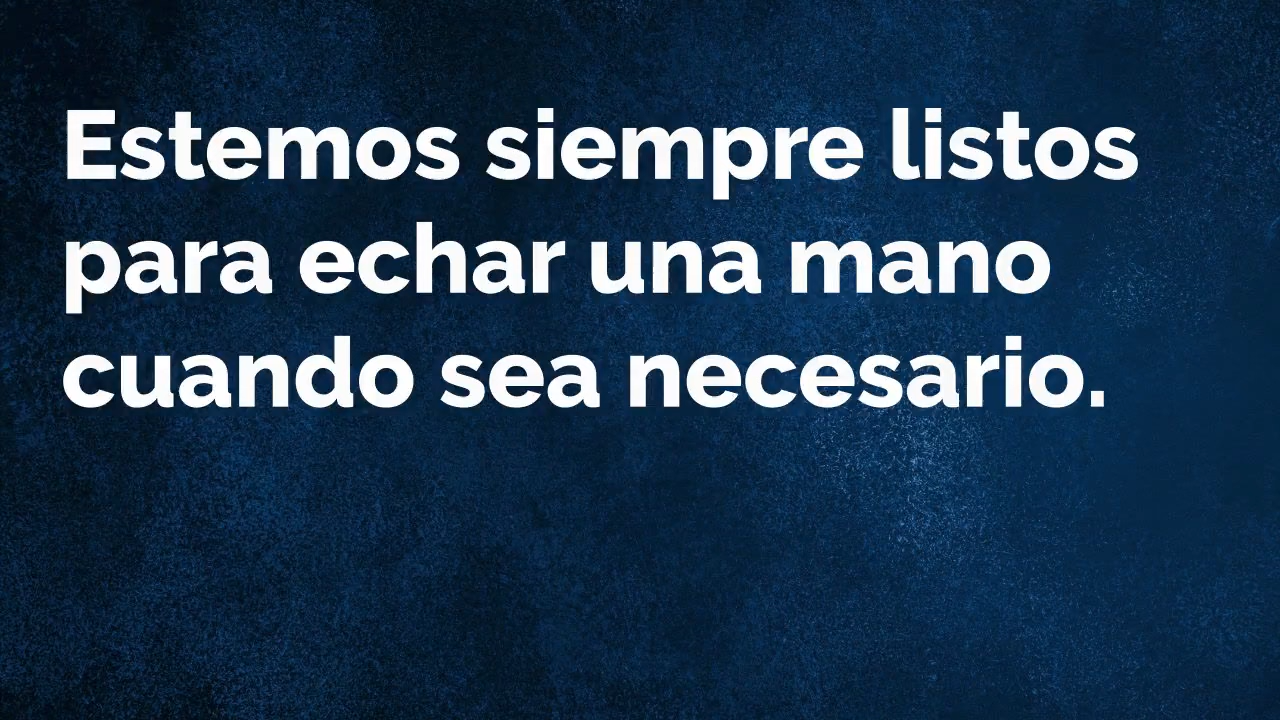 Estemos siempre listos
para echar una mano
cuando sea necesario.